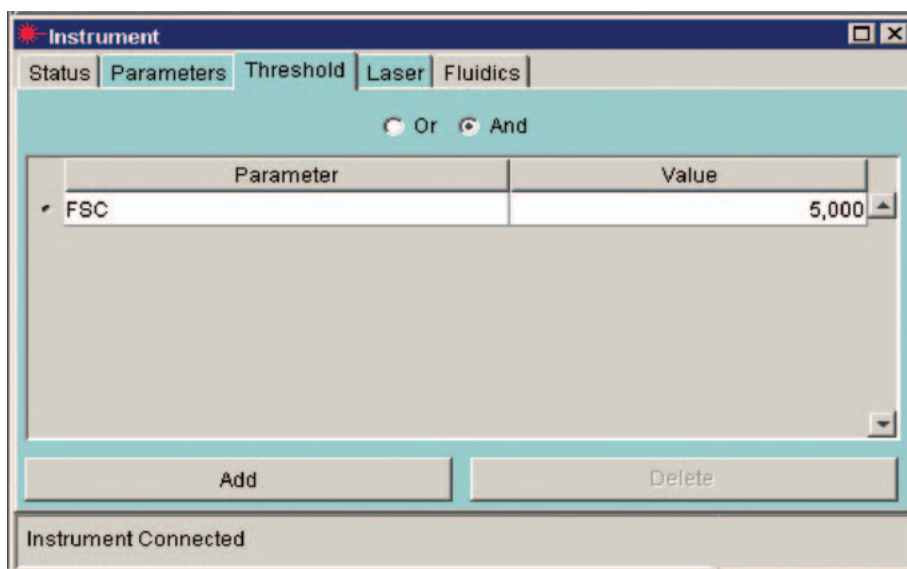 Instrument
Status Parameters Threshold Laser Fluidics
Or And
Parameter Value
FSC 5,000
Add Delete
Instrument Connected